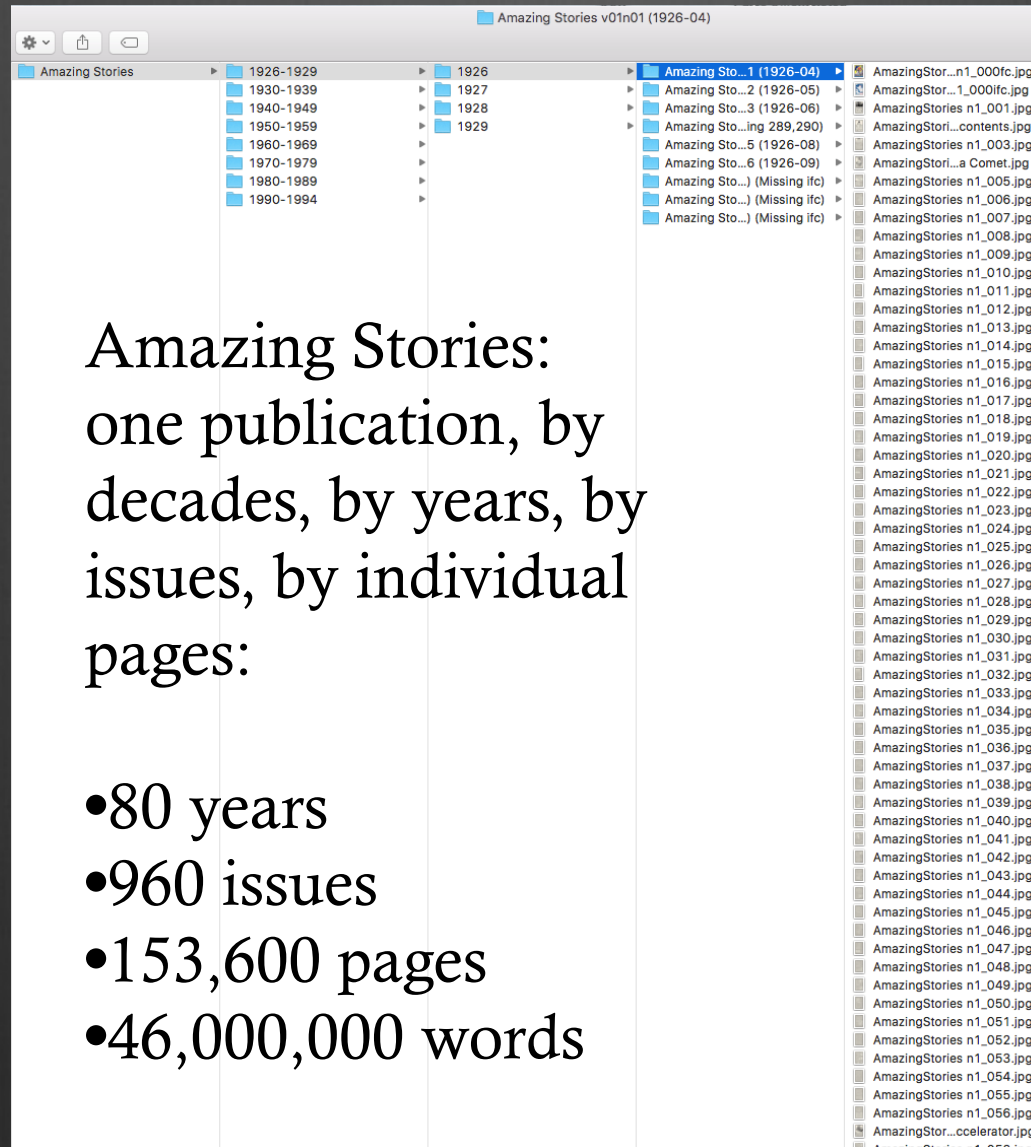 Amazing Stories v01n01 (1926-04)
Amazing Stories
1926-1929
1930-1939
1940-1949
1950-1959
1960-1969
1970-1979
1980-1989
1990-1994
1926
1927
1928
1929
Amazing Sto...1 (1926-04)
Amazing Sto...2 (1926-05)
Amazing Sto...3 (1926-06)
Amazing Sto...ing 289,290)
Amazing Sto...5 (1926-08)
Amazing Sto...6 (1926-09)
Amazing Sto...) (Missing ifc)
Amazing Sto...) (Missing ifc)
Amazing Sto...) (Missing ifc)
AmazingStor...n1_000fc.jpg
AmazingStor...1_000ifc.jpg
AmazingStories n1_001.jpg
AmazingStori...contents.jpg
AmazingStories n1_003.jpg
AmazingStori...a Comet.jpg
AmazingStories n1_005.jpg
AmazingStories n1_006.jpg
AmazingStories n1_007.jpg
AmazingStories n1_008.jpg
AmazingStories n1_009.jpg
AmazingStories n1_010.jpg
AmazingStories n1_011.jpg
AmazingStories n1_012.jpg
AmazingStories n1_013.jpg
AmazingStories n1_014.jpg
AmazingStories n1_015.jpg
AmazingStories n1_016.jpg
AmazingStories n1_017.jpg
AmazingStories n1_018.jpg
AmazingStories n1_019.jpg
AmazingStories n1_020.jpg
AmazingStories n1_021.jpg
AmazingStories n1_022.jpg
AmazingStories n1_023.jpg
AmazingStories n1_024.jpg
AmazingStories n1_025.jpg
AmazingStories n1_026.jpg
AmazingStories n1_027.jpg
AmazingStories n1_028.jpg
AmazingStories n1_029.jpg
AmazingStories n1_030.jpg
AmazingStories n1_031.jpg
AmazingStories n1_032.jpg
AmazingStories n1_033.jpg
AmazingStories n1_034.jpg
AmazingStories n1_035.jpg
AmazingStories n1_036.jpg
AmazingStories n1_037.jpg
AmazingStories n1_038.jpg
AmazingStories n1_039.jpg
AmazingStories n1_040.jpg
AmazingStories n1_041.jpg
AmazingStories n1_042.jpg
AmazingStories n1_043.jpg
AmazingStories n1_044.jpg
AmazingStories n1_045.jpg
AmazingStories n1_046.jpg
AmazingStories n1_047.jpg
AmazingStories n1_048.jpg
AmazingStories n1_049.jpg
AmazingStories n1_050.jpg
AmazingStories n1_051.jpg
AmazingStories n1_052.jpg
AmazingStories n1_053.jpg
AmazingStories n1_054.jpg
AmazingStories n1_055.jpg
AmazingStories n1_056.jpg
AmazingStor...ccelerator.jpg
Amazing Stories:
one publication, by
decades, by years, by
issues, by individual
pages:
•80 years
•960 issues
•153,600 pages
•46,000,000 words